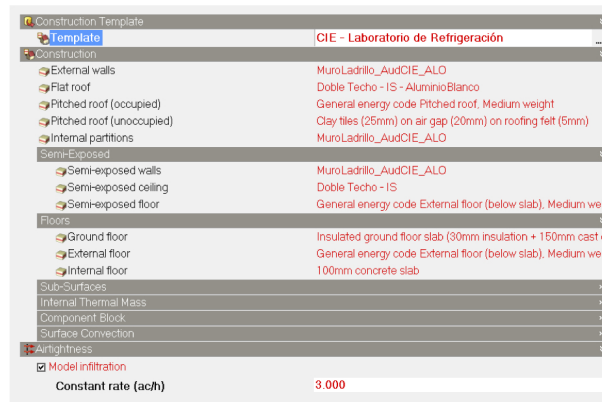 Construction Template
Template CIE - Laboratorio de Refrigeración ...
Construction
External walls MuroLadrillo_AudCIE_ALO
Flat roof Doble Techo - IS - AluminioBlanco
Pitched roof (occupied) General energy code Pitched roof, Medium weight
Pitched roof (unoccupied) Clay tiles (25mm) on air gap (20mm) on roofing felt (5mm)
Internal partitions MuroLadrillo_AudCIE_ALO
Semi-Exposed
Semi-exposed walls MuroLadrillo_AudCIE_ALO
Semi-exposed ceiling Doble Techo - IS
Semi-exposed floor General energy code External floor (below slab), Medium we
Floors
Ground floor Insulated ground floor slab (30mm insulation + 150mm cast
External floor General energy code External floor (below slab), Medium we
Internal floor 100mm concrete slab
Sub-Surfaces
Internal Thermal Mass
Component Block
Surface Convection
Airtightness
Model infiltration
Constant rate (ac/h) 3.000